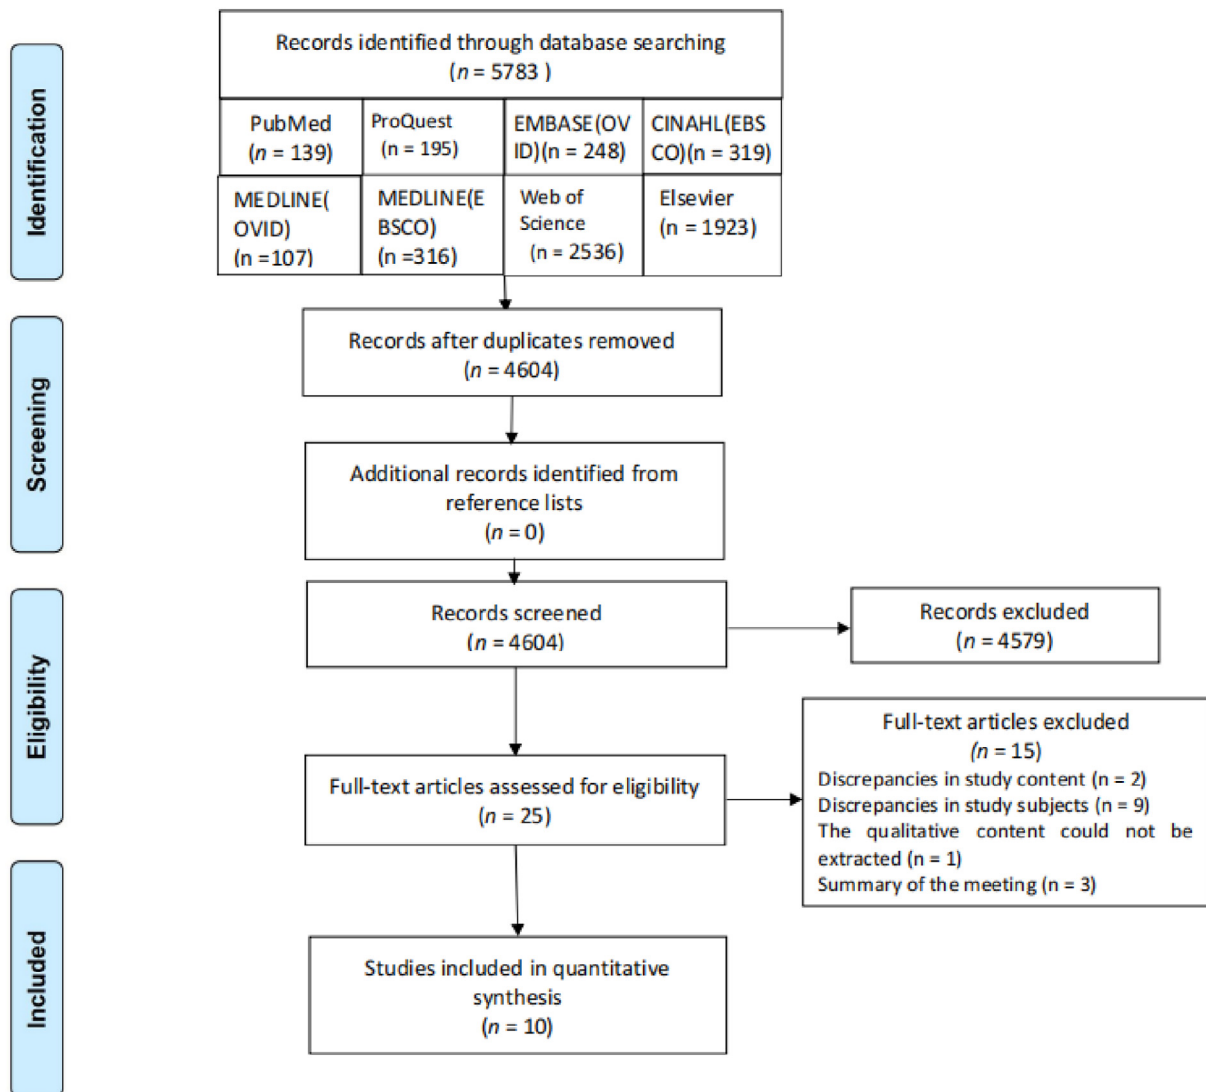 Identification
Records identified through database searching
(n = 5783 )
PubMed
(n = 139)
ProQuest
(n = 195)
EMBASE(OV
ID)(n = 248)
CINAHL(EBS
CO)(n = 319)
MEDLINE(
OVID)
(n =107)
MEDLINE(E
BSCO)
(n =316)
Web of
Science
(n = 2536)
Elsevier
(n = 1923)
Screening
Records after duplicates removed
(n = 4604)
Additional records identified from
reference lists
(n = 0)
Eligibility
Records screened
(n = 4604)
Records excluded
(n = 4579)
Full-text articles assessed for eligibility
(n = 25)
Full-text articles excluded
(n = 15)
Discrepancies in study content (n = 2)
Discrepancies in study subjects (n = 9)
The qualitative content could not be
extracted (n = 1)
Summary of the meeting (n = 3)
Included
Studies included in quantitative
synthesis
(n = 10)